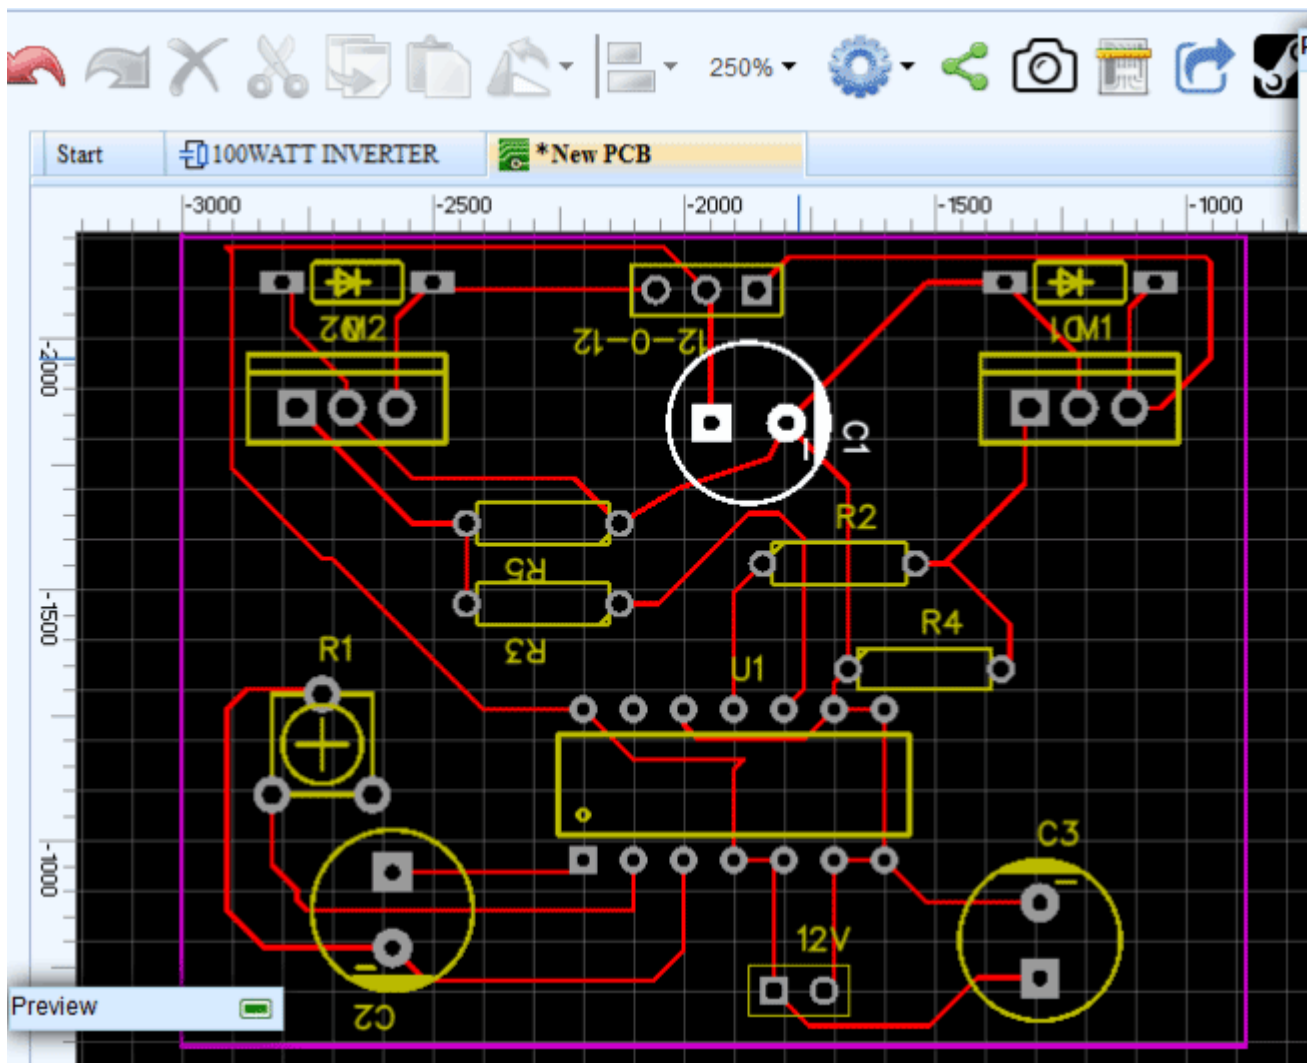 250%
Start
100WATT INVERTER
*New PCB
-3000
-2500
-2000
-1500
-1000
-2000
-1500
-1000
12-0-12
C1
R2
R5
R3
R4
R1
U1
C3
12V
C2
Preview